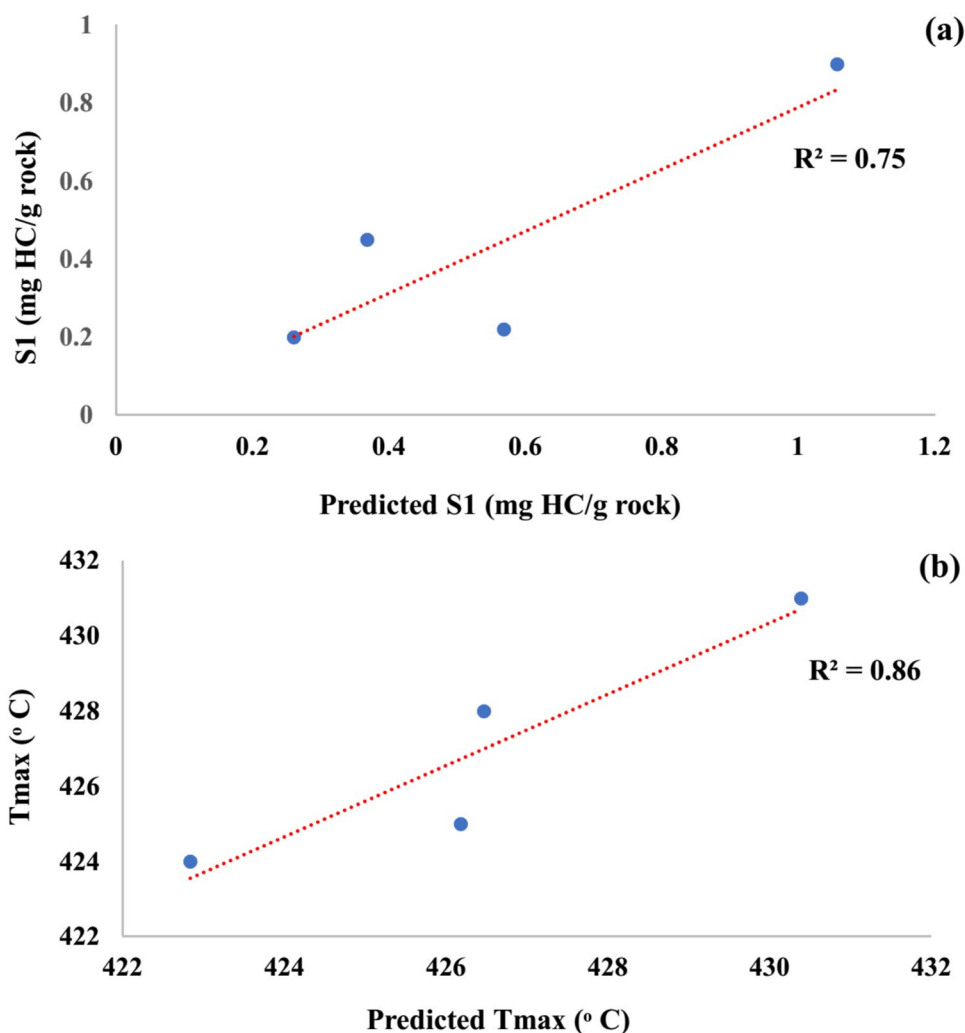 (a)
1
0.8
0.6
0.4
0.2
0
S1 (mg HC/g rock)
R² = 0.75
0 0.2 0.4 0.6 0.8 1 1.2
Predicted S1 (mg HC/g rock)
(b)
432
430
428
426
424
422
Tmax (º C)
R² = 0.86
422 424 426 428 430 432
Predicted Tmax (º C)